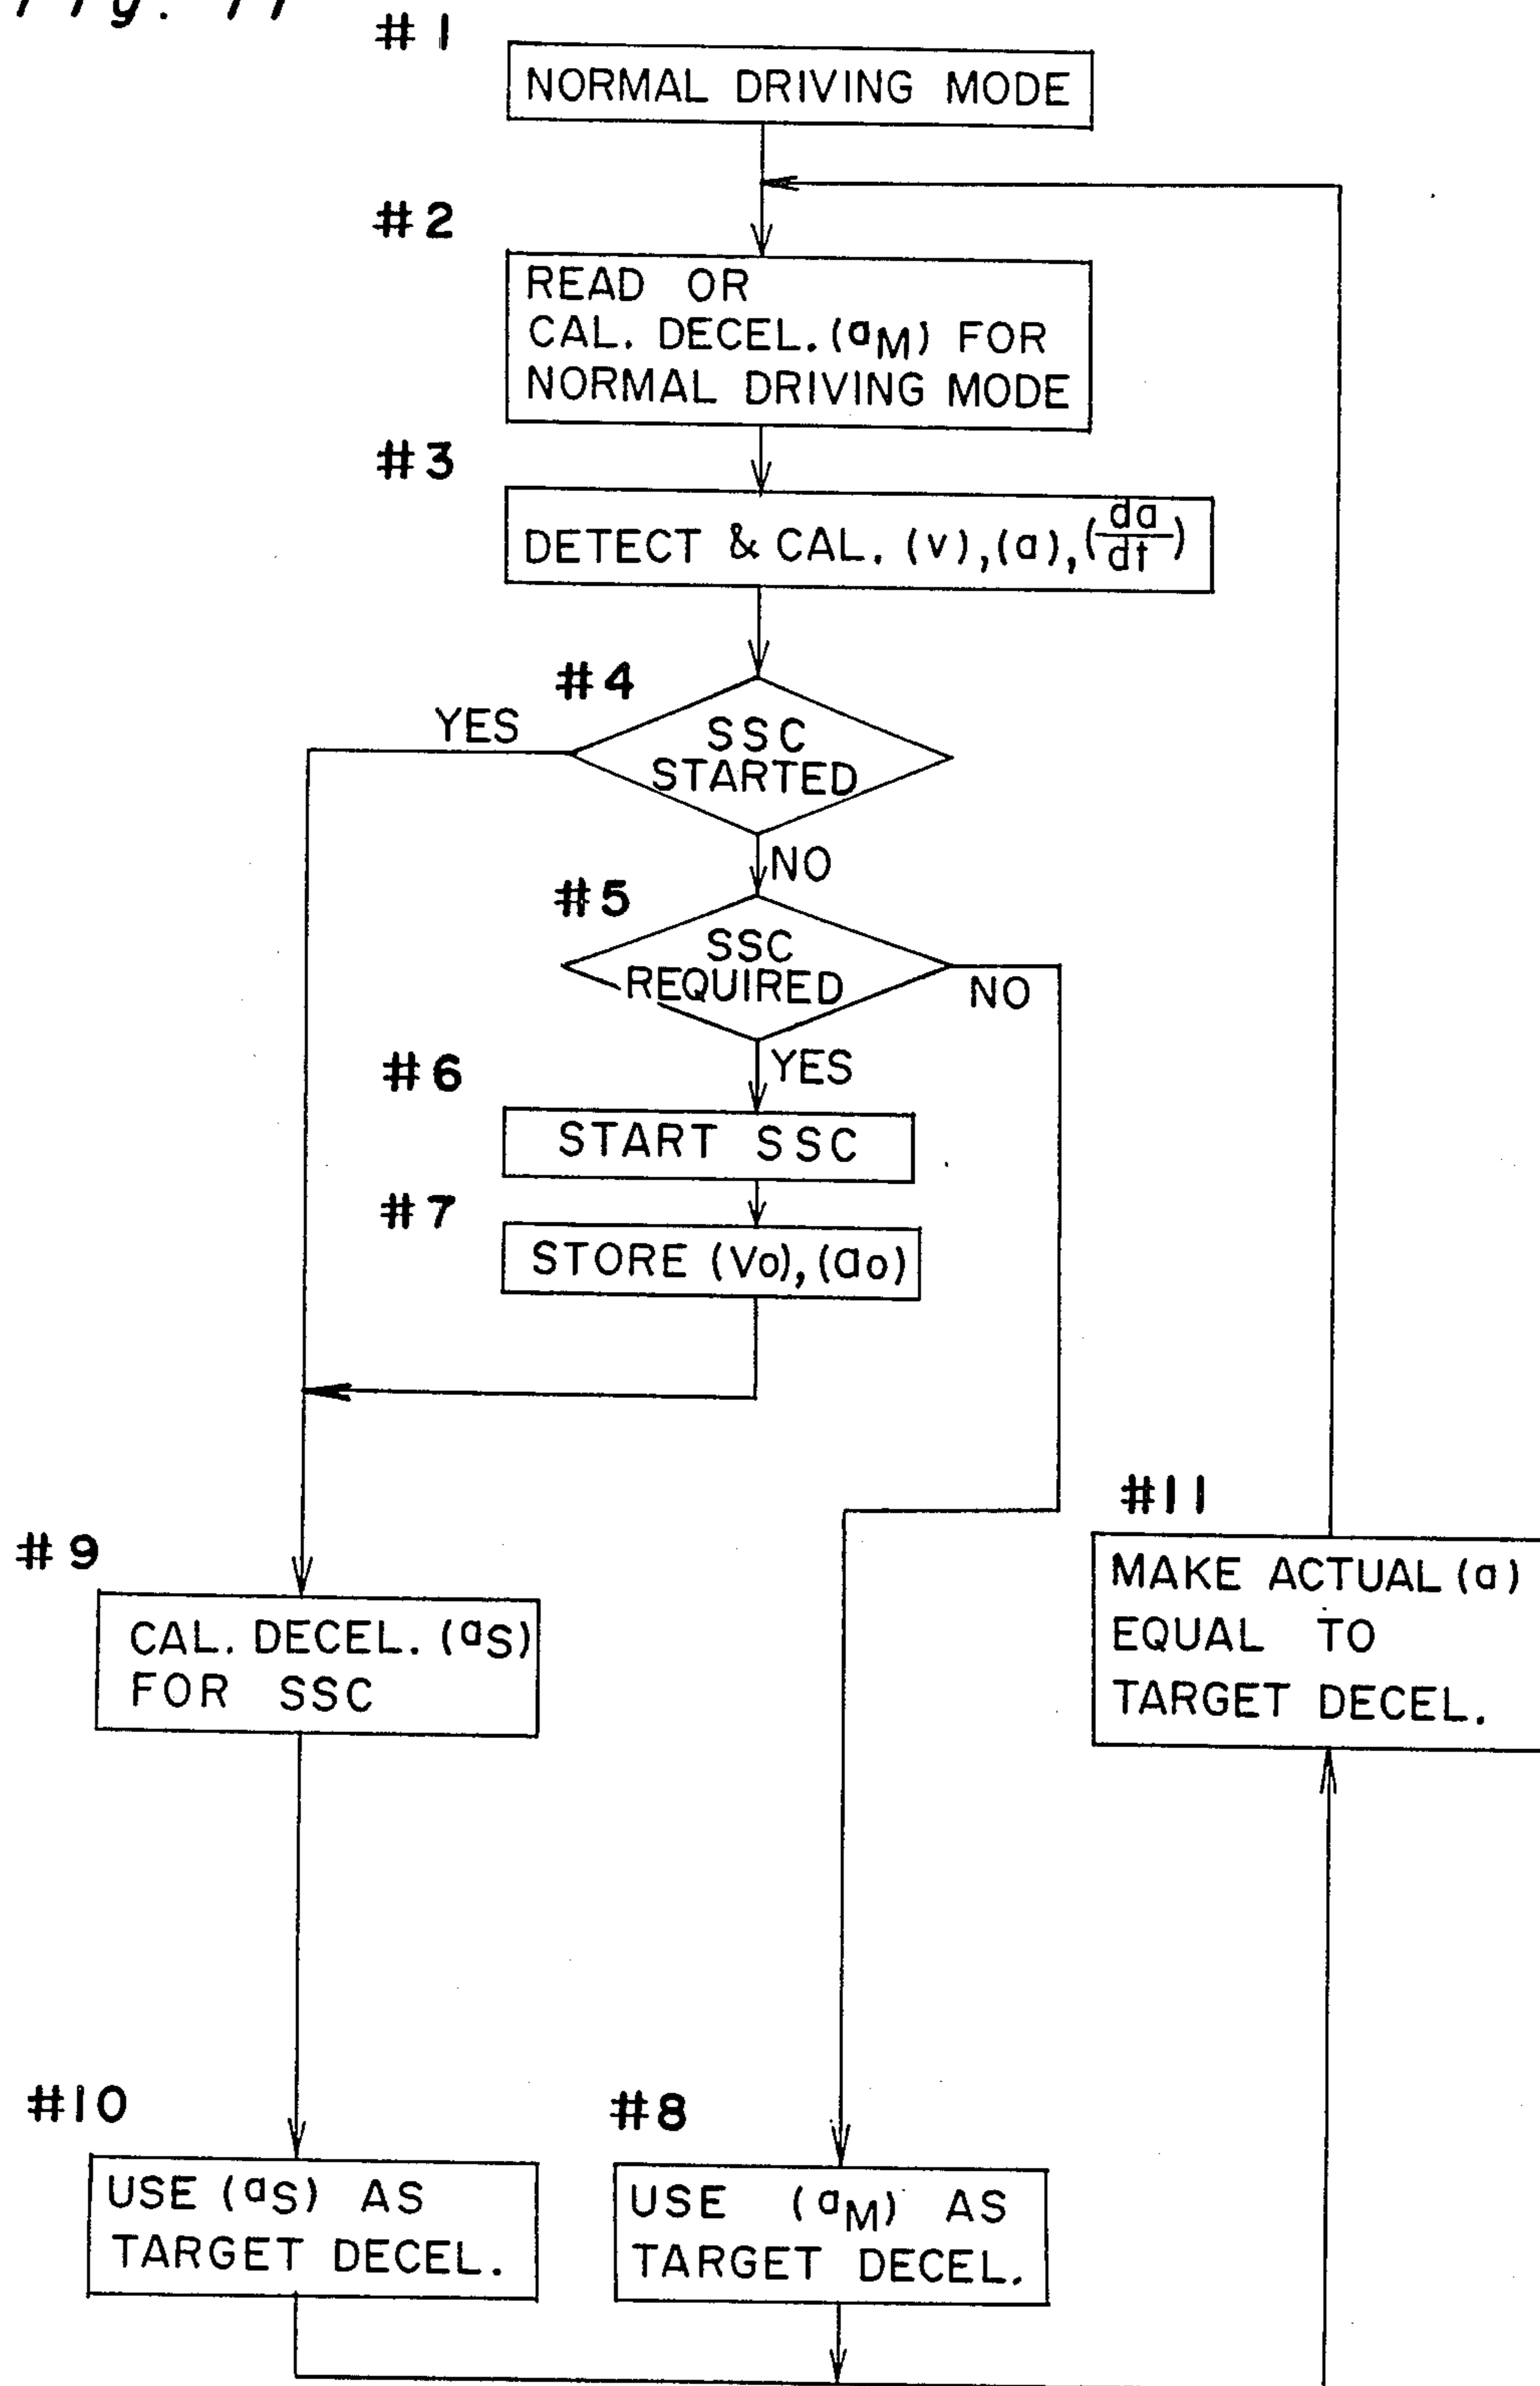 Fig. 11
#1
NORMAL DRIVING MODE
#2
READ OR
CAL. DECEL. (aM) FOR
NORMAL DRIVING MODE
#3
DETECT & CAL. (v), (a), (da/dt)
#4
YES
SSC
STARTED
NO
#5
SSC
REQUIRED
NO
YES
#6
START SSC
#7
STORE (Vo), (ao)
#11
MAKE ACTUAL (a)
EQUAL TO
TARGET DECEL.
#9
CAL. DECEL. (aS)
FOR SSC
#10
USE (aS) AS
TARGET DECEL.
#8
USE (aM) AS
TARGET DECEL.